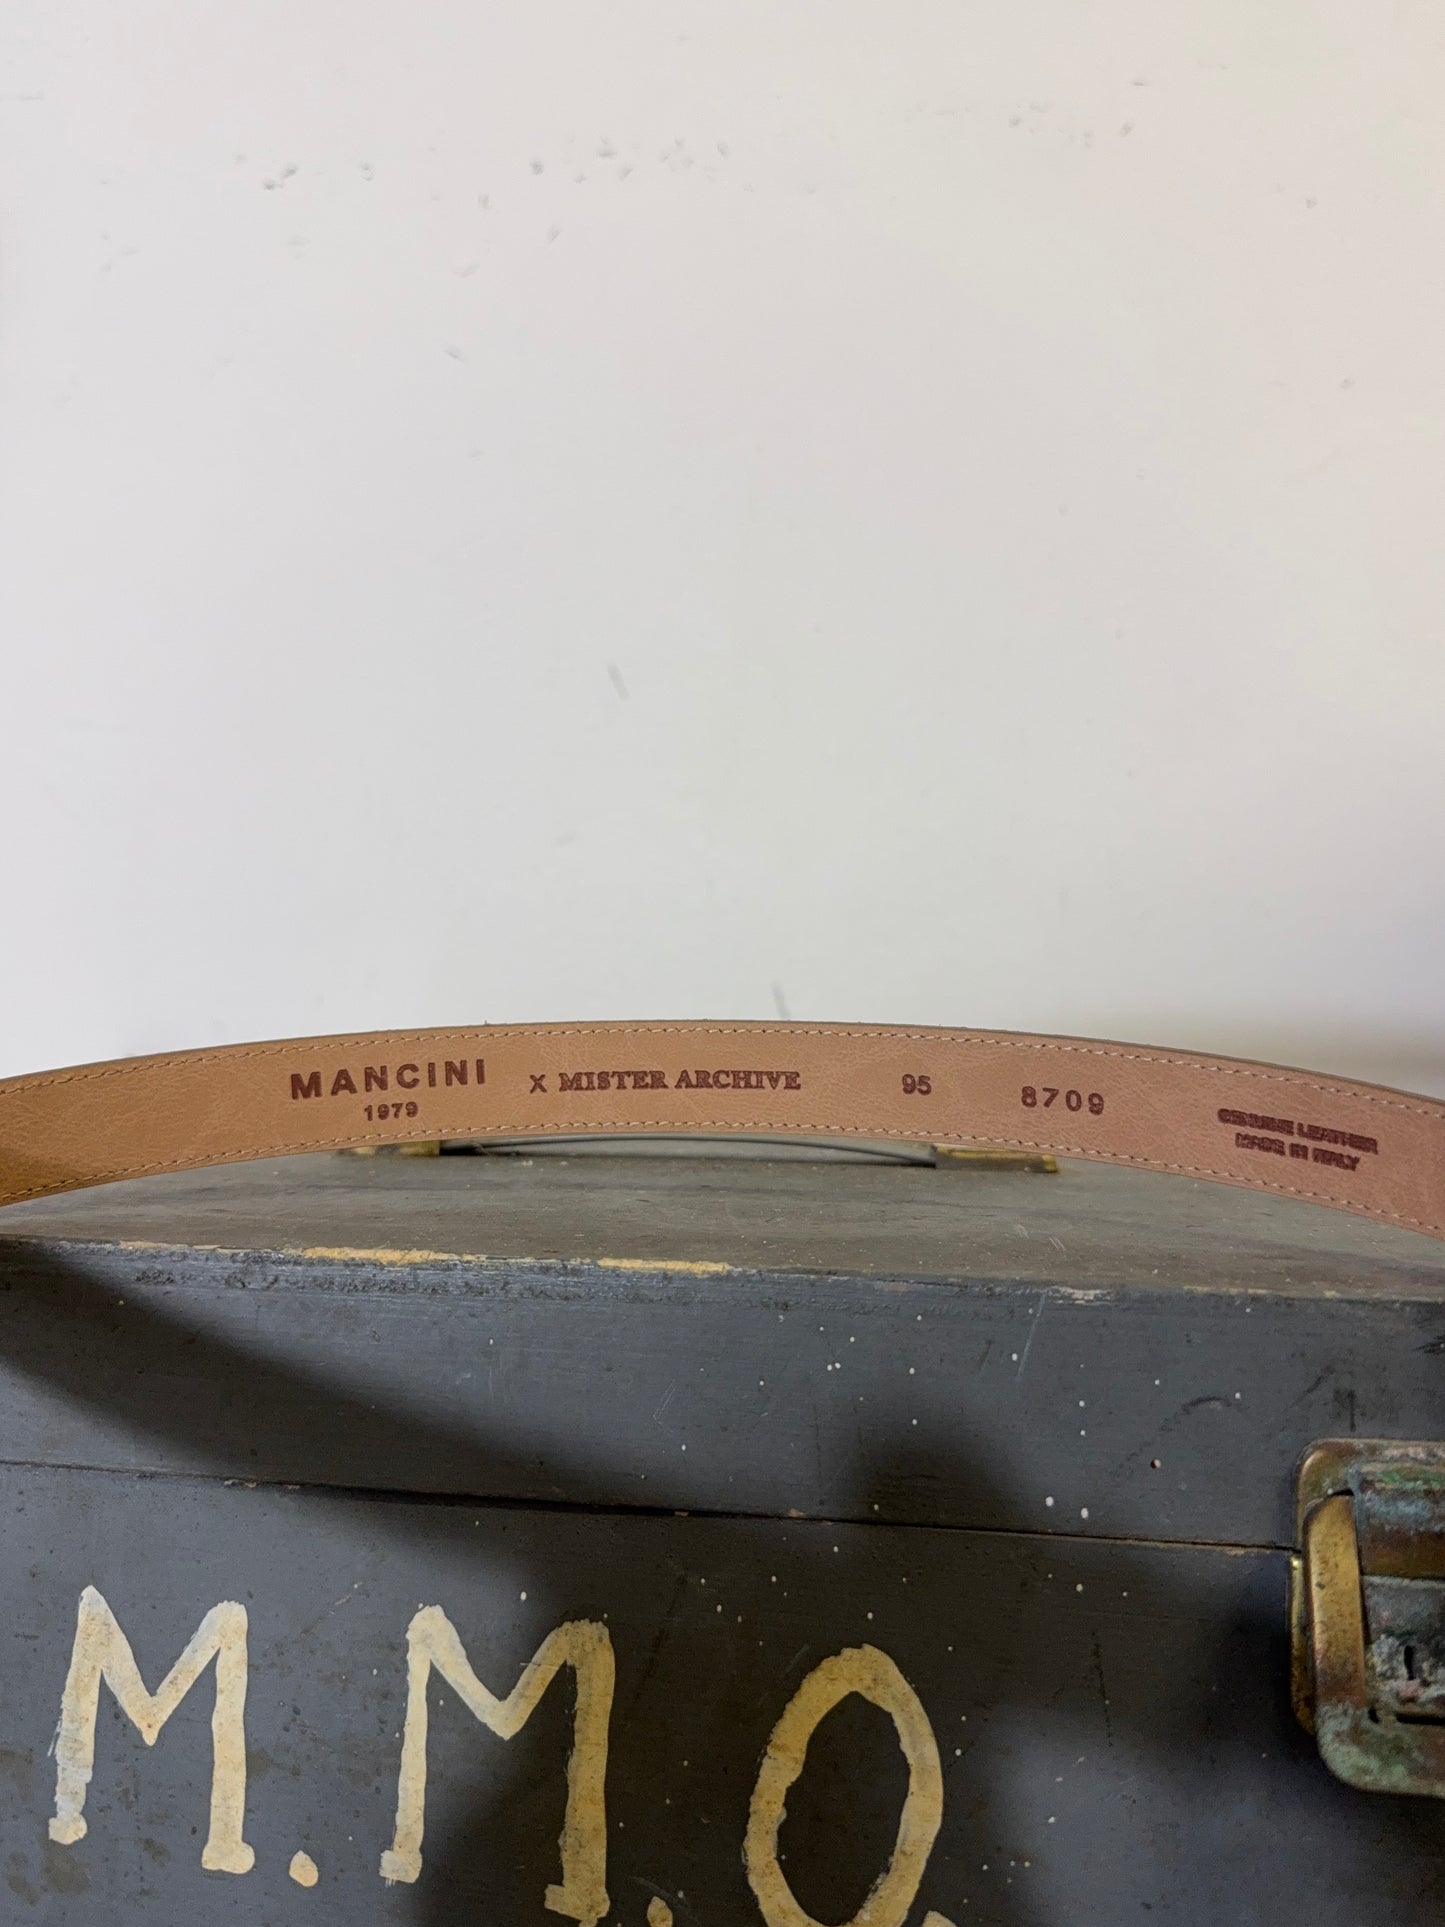 MANCINI
1979
X MISTER ARCHIVE
95
8709
GENUINE LEATHER
MADE IN ITALY
M.M.O.